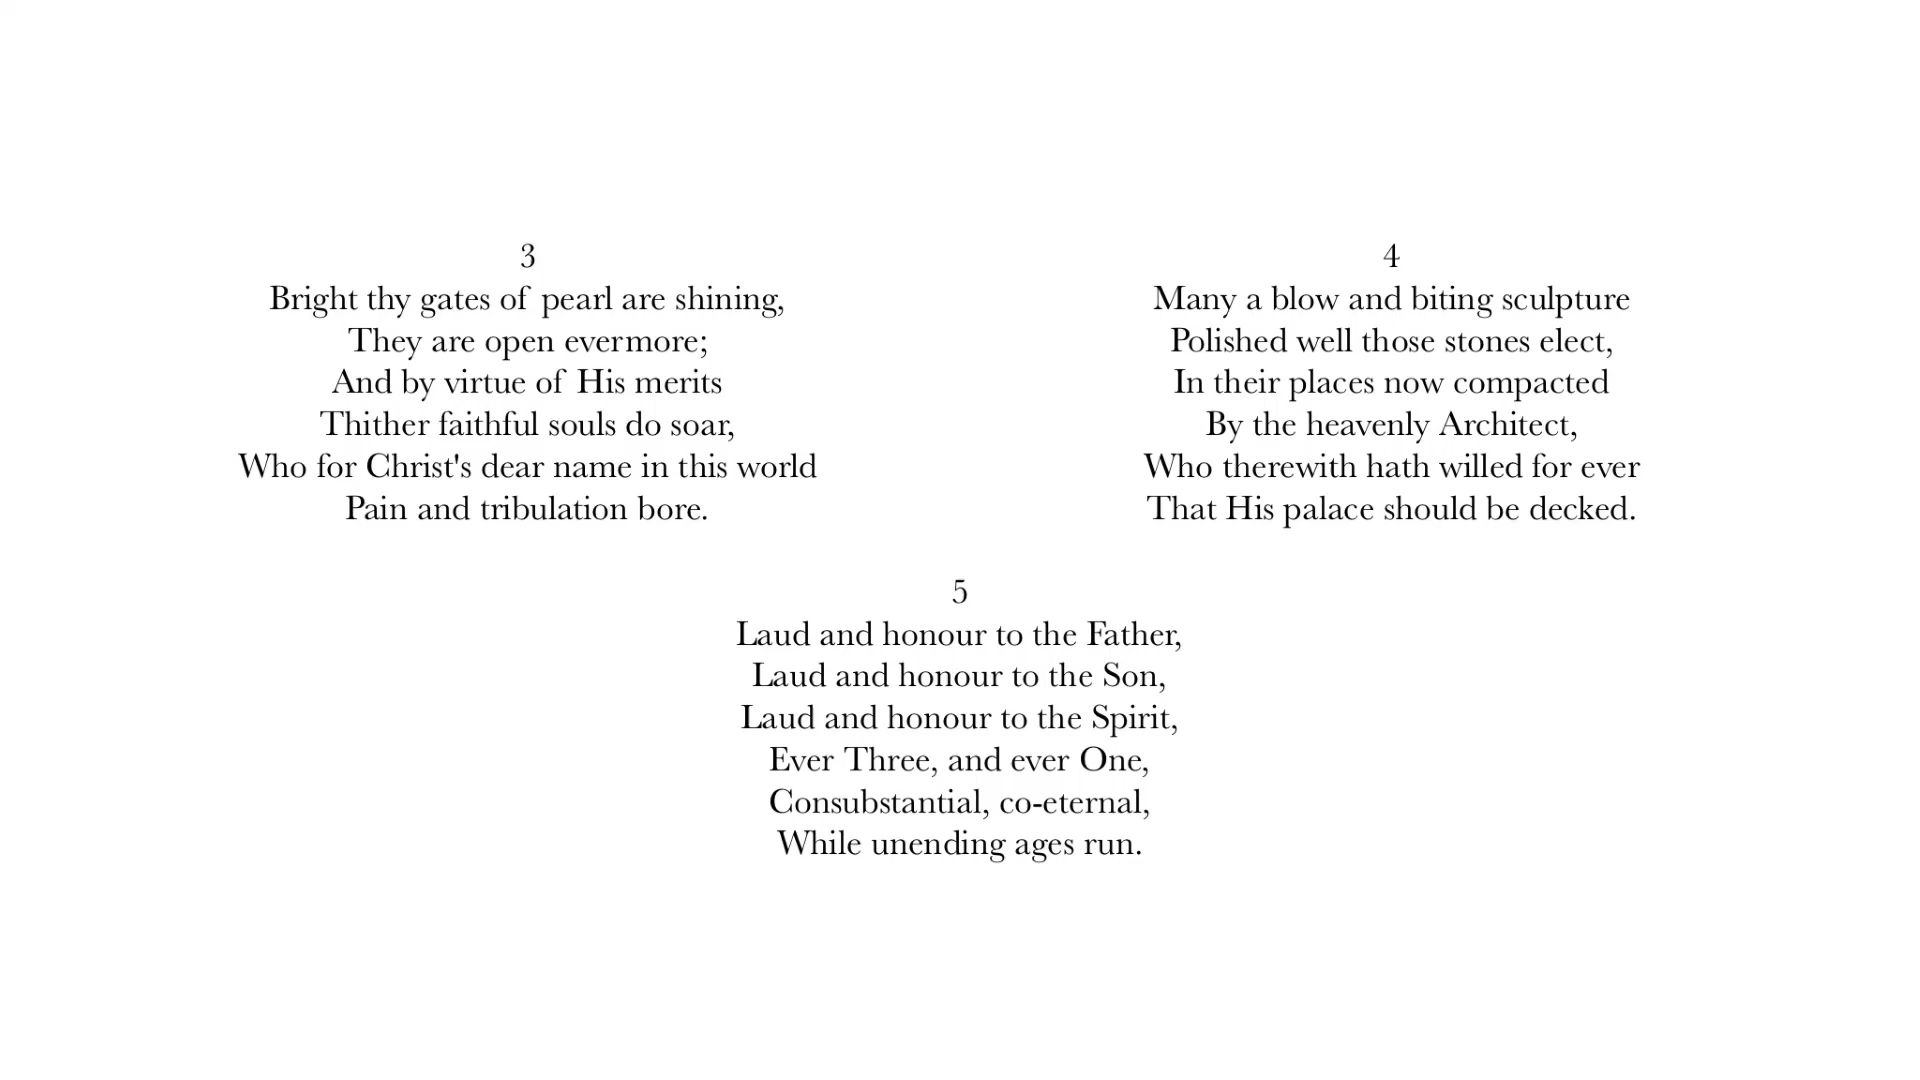 3
Bright thy gates of pearl are shining,
They are open evermore;
And by virtue of His merits
Thither faithful souls do soar,
Who for Christ's dear name in this world
Pain and tribulation bore.
4
Many a blow and biting sculpture
Polished well those stones elect,
In their places now compacted
By the heavenly Architect,
Who therewith hath willed for ever
That His palace should be decked.
5
Laud and honour to the Father,
Laud and honour to the Son,
Laud and honour to the Spirit,
Ever Three, and ever One,
Consubstantial, co-eternal,
While unending ages run.